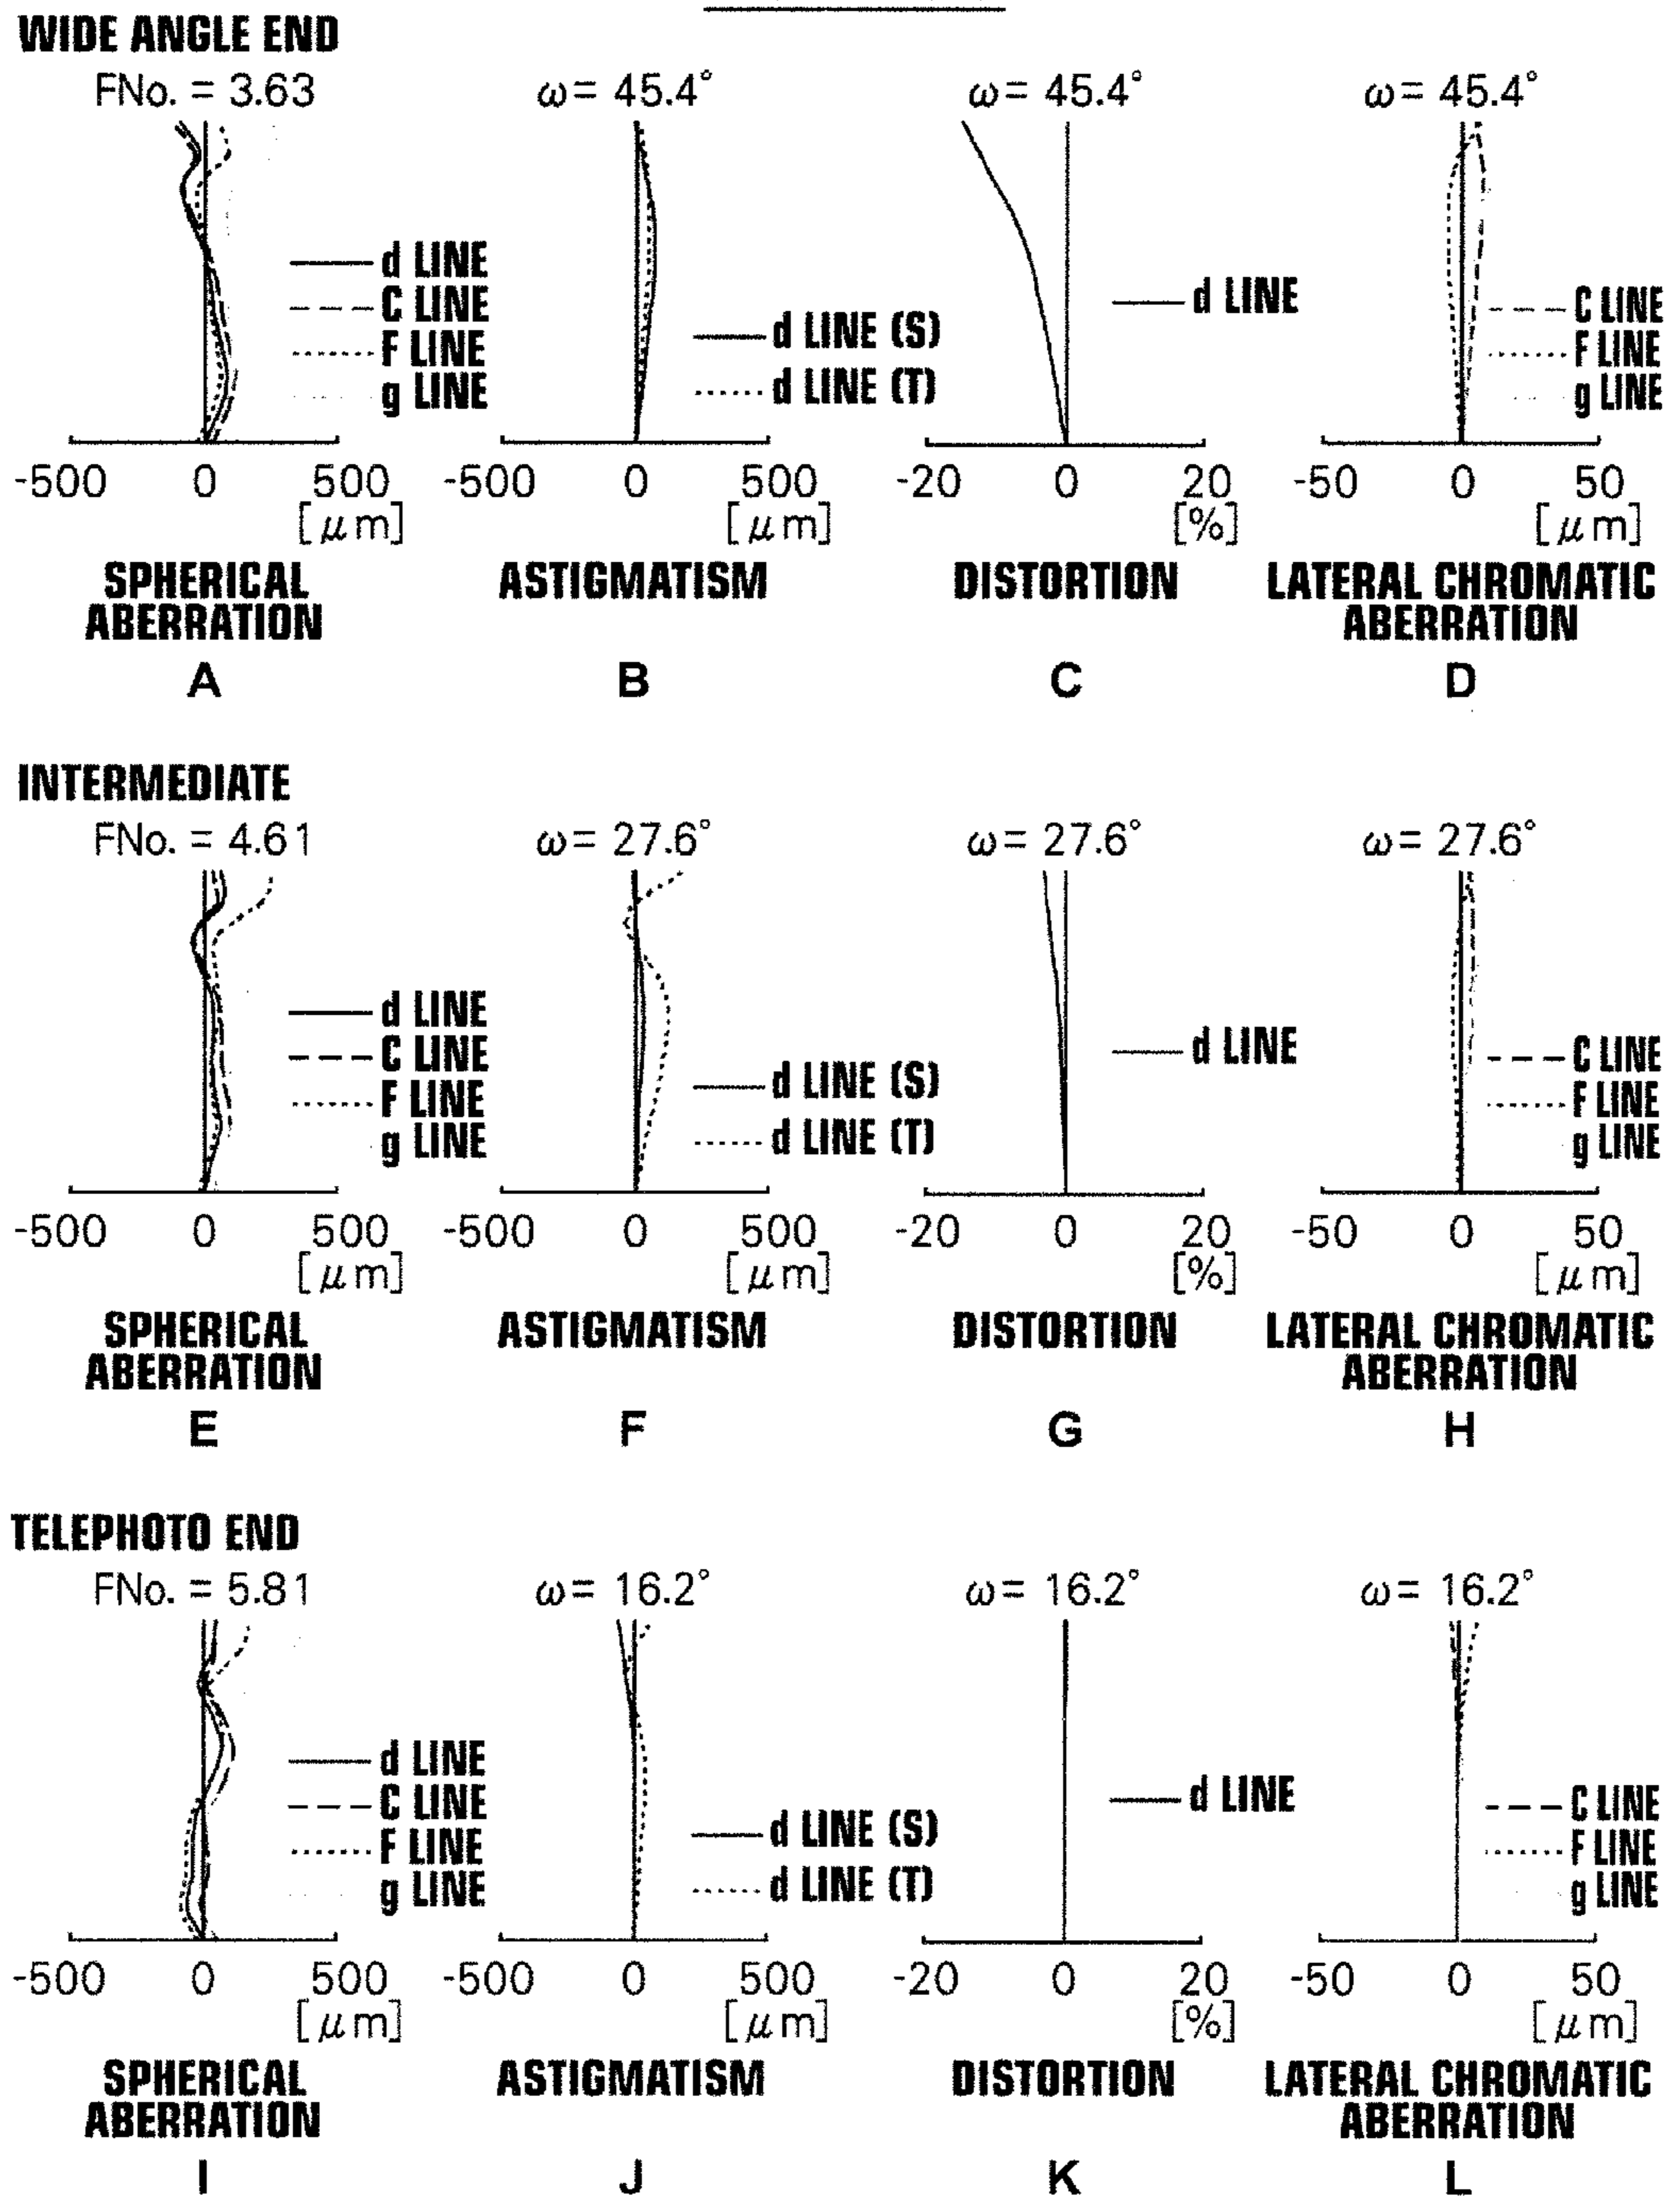 WIDE ANGLE END
FNo. = 3.63
ω= 45.4°
ω= 45.4°
ω= 45.4°
d LINE
C LINE
F LINE
g LINE
d LINE (S)
d LINE (T)
d LINE
C LINE
F LINE
g LINE
-500 0 500
[μm]
-500 0 500
[μm]
-20 0 20
[%]
-50 0 50
[μm]
SPHERICAL
ABERRATION
ASTIGMATISM
DISTORTION
LATERAL CHROMATIC
ABERRATION
A
B
C
D
INTERMEDIATE
FNo. = 4.61
ω= 27.6°
ω= 27.6°
ω= 27.6°
d LINE
C LINE
F LINE
g LINE
d LINE (S)
d LINE (T)
d LINE
C LINE
F LINE
g LINE
-500 0 500
[μm]
-500 0 500
[μm]
-20 0 20
[%]
-50 0 50
[μm]
SPHERICAL
ABERRATION
ASTIGMATISM
DISTORTION
LATERAL CHROMATIC
ABERRATION
E
F
G
H
TELEPHOTO END
FNo. = 5.81
ω= 16.2°
ω= 16.2°
ω= 16.2°
d LINE
C LINE
F LINE
g LINE
d LINE (S)
d LINE (T)
d LINE
C LINE
F LINE
g LINE
-500 0 500
[μm]
-500 0 500
[μm]
-20 0 20
[%]
-50 0 50
[μm]
SPHERICAL
ABERRATION
ASTIGMATISM
DISTORTION
LATERAL CHROMATIC
ABERRATION
I
J
K
L